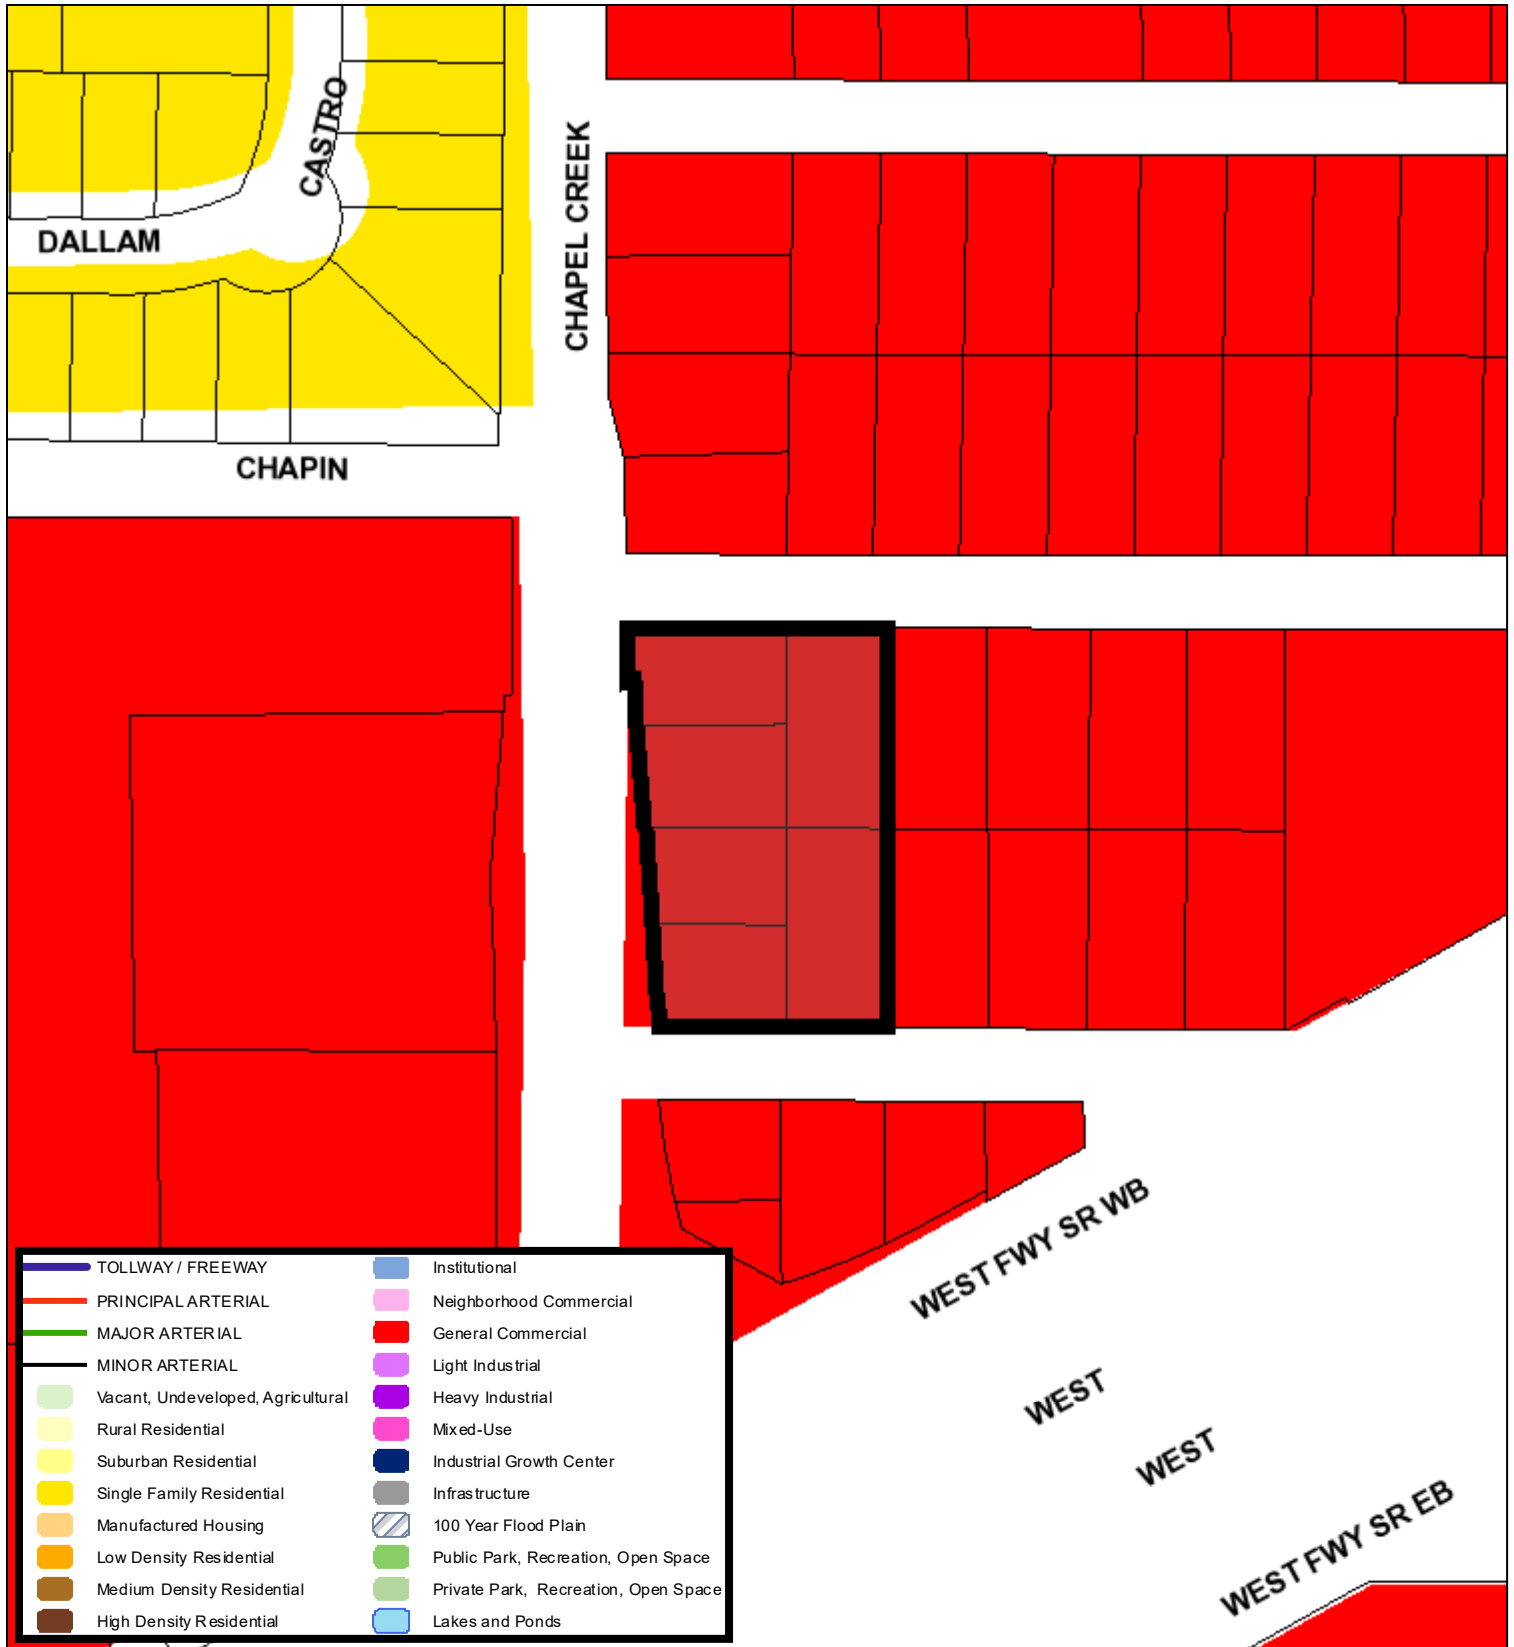 CASTRO
DALLAM
CHAPEL CREEK
CHAPIN
WEST FWY SR WB
WEST
WEST
WEST FWY SR EB
TOLLWAY / FREEWAY
PRINCIPAL ARTERIAL
MAJOR ARTERIAL
MINOR ARTERIAL
Vacant, Undeveloped, Agricultural
Rural Residential
Suburban Residential
Single Family Residential
Manufactured Housing
Low Density Residential
Medium Density Residential
High Density Residential
Institutional
Neighborhood Commercial
General Commercial
Light Industrial
Heavy Industrial
Mixed-Use
Industrial Growth Center
Infrastructure
100 Year Flood Plain
Public Park, Recreation, Open Space
Private Park, Recreation, Open Space
Lakes and Ponds